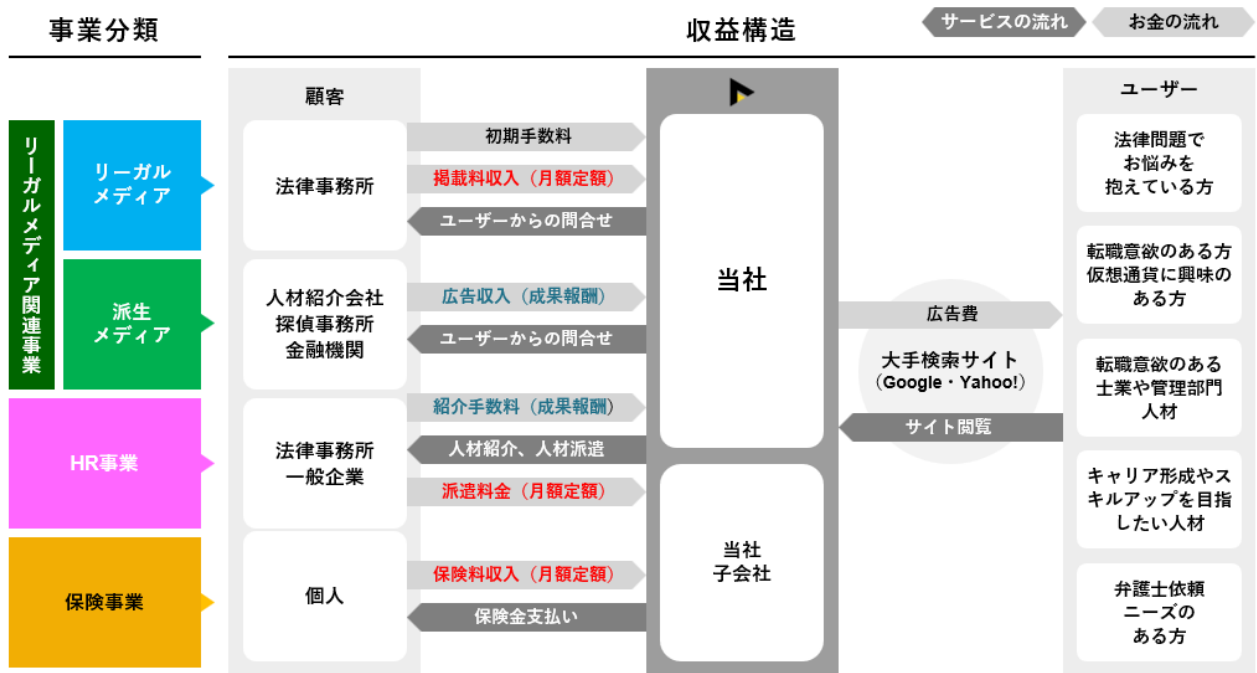 事業分類
収益構造
サービスの流れ
お金の流れ
リーガルメディア関連事業
リーガル
メディア
派生
メディア
HR事業
保険事業
顧客
法律事務所
人材紹介会社
探偵事務所
金融機関
法律事務所
一般企業
個人
初期手数料
掲載料収入（月額定額）
ユーザーからの問合せ
広告収入（成果報酬）
ユーザーからの問合せ
紹介手数料（成果報酬）
人材紹介、人材派遣
派遣料金（月額定額）
保険料収入（月額定額）
保険金支払い
当社
当社
子会社
広告費
大手検索サイト
（Google・Yahoo!）
サイト閲覧
ユーザー
法律問題で
お悩みを
抱えている方
転職意欲のある方
仮想通貨に興味の
ある方
転職意欲のある
士業や管理部門
人材
キャリア形成やス
キルアップを目指
したい人材
弁護士依頼
ニーズの
ある方